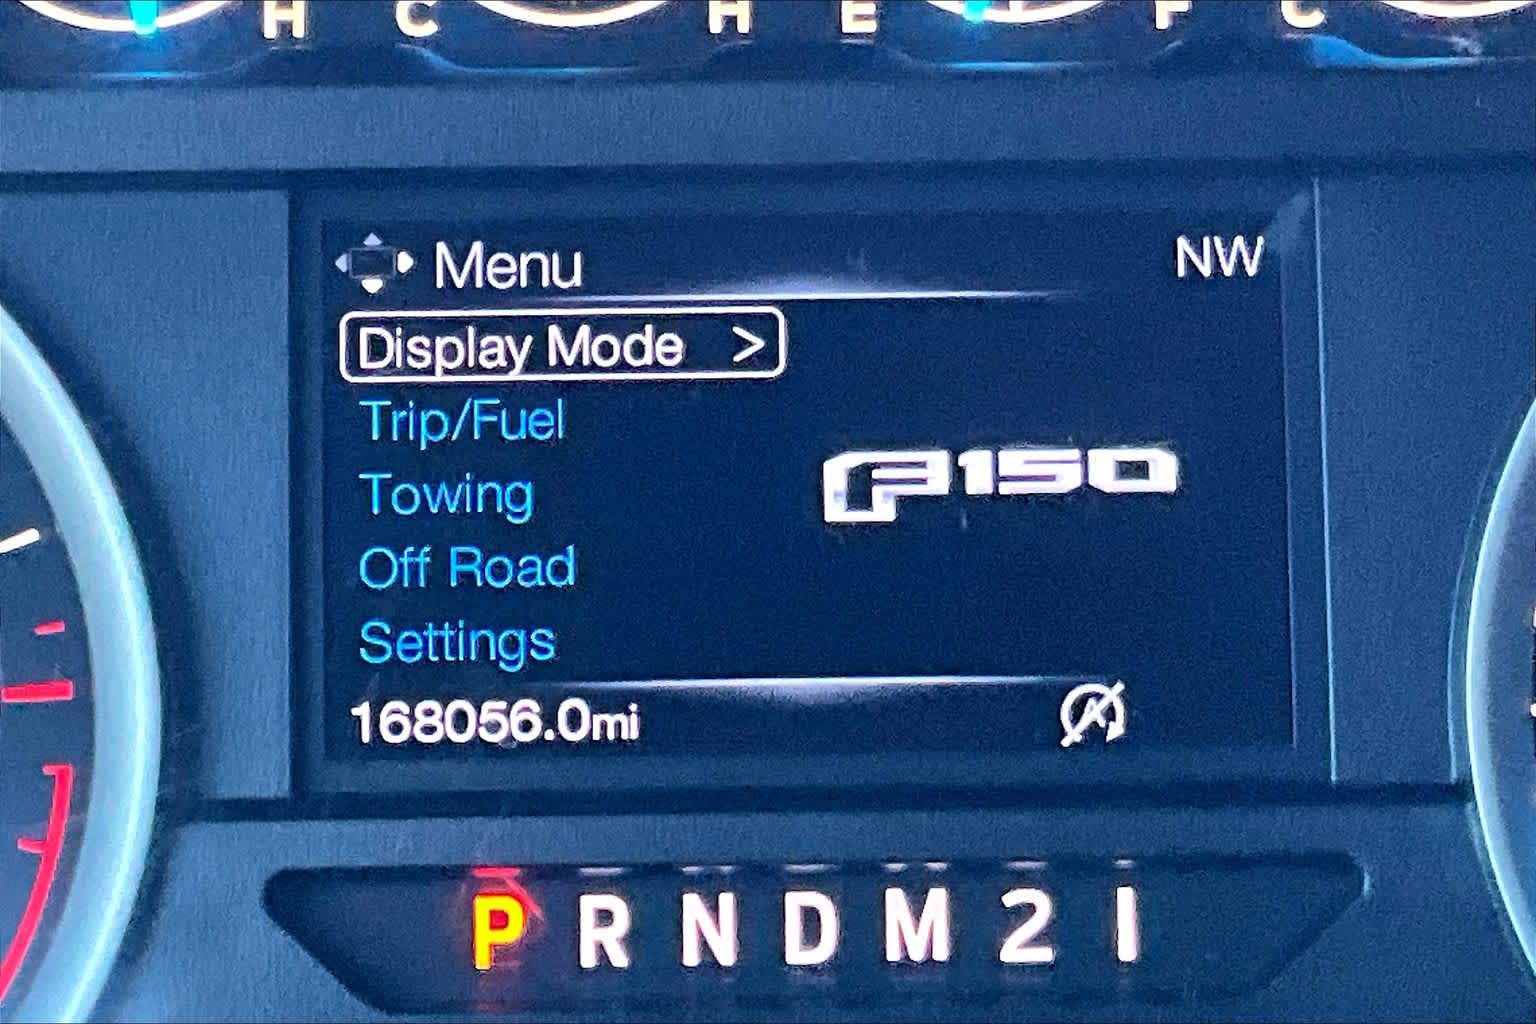 H C H E F C
Menu NW
Display Mode >
Trip/Fuel
F150
Towing
Off Road
Settings
168056.0mi A
P R N D M 2 1